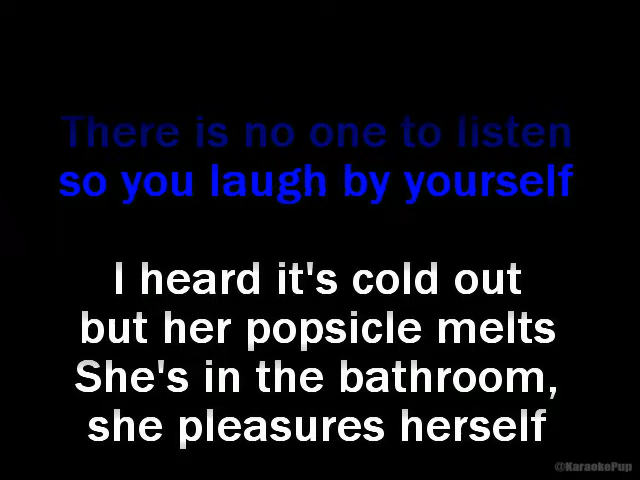 There is no one to listen
so you laugh by yourself
I heard it's cold out
but her popsicle melts
She's in the bathroom,
she pleasures herself
@KaraokePup